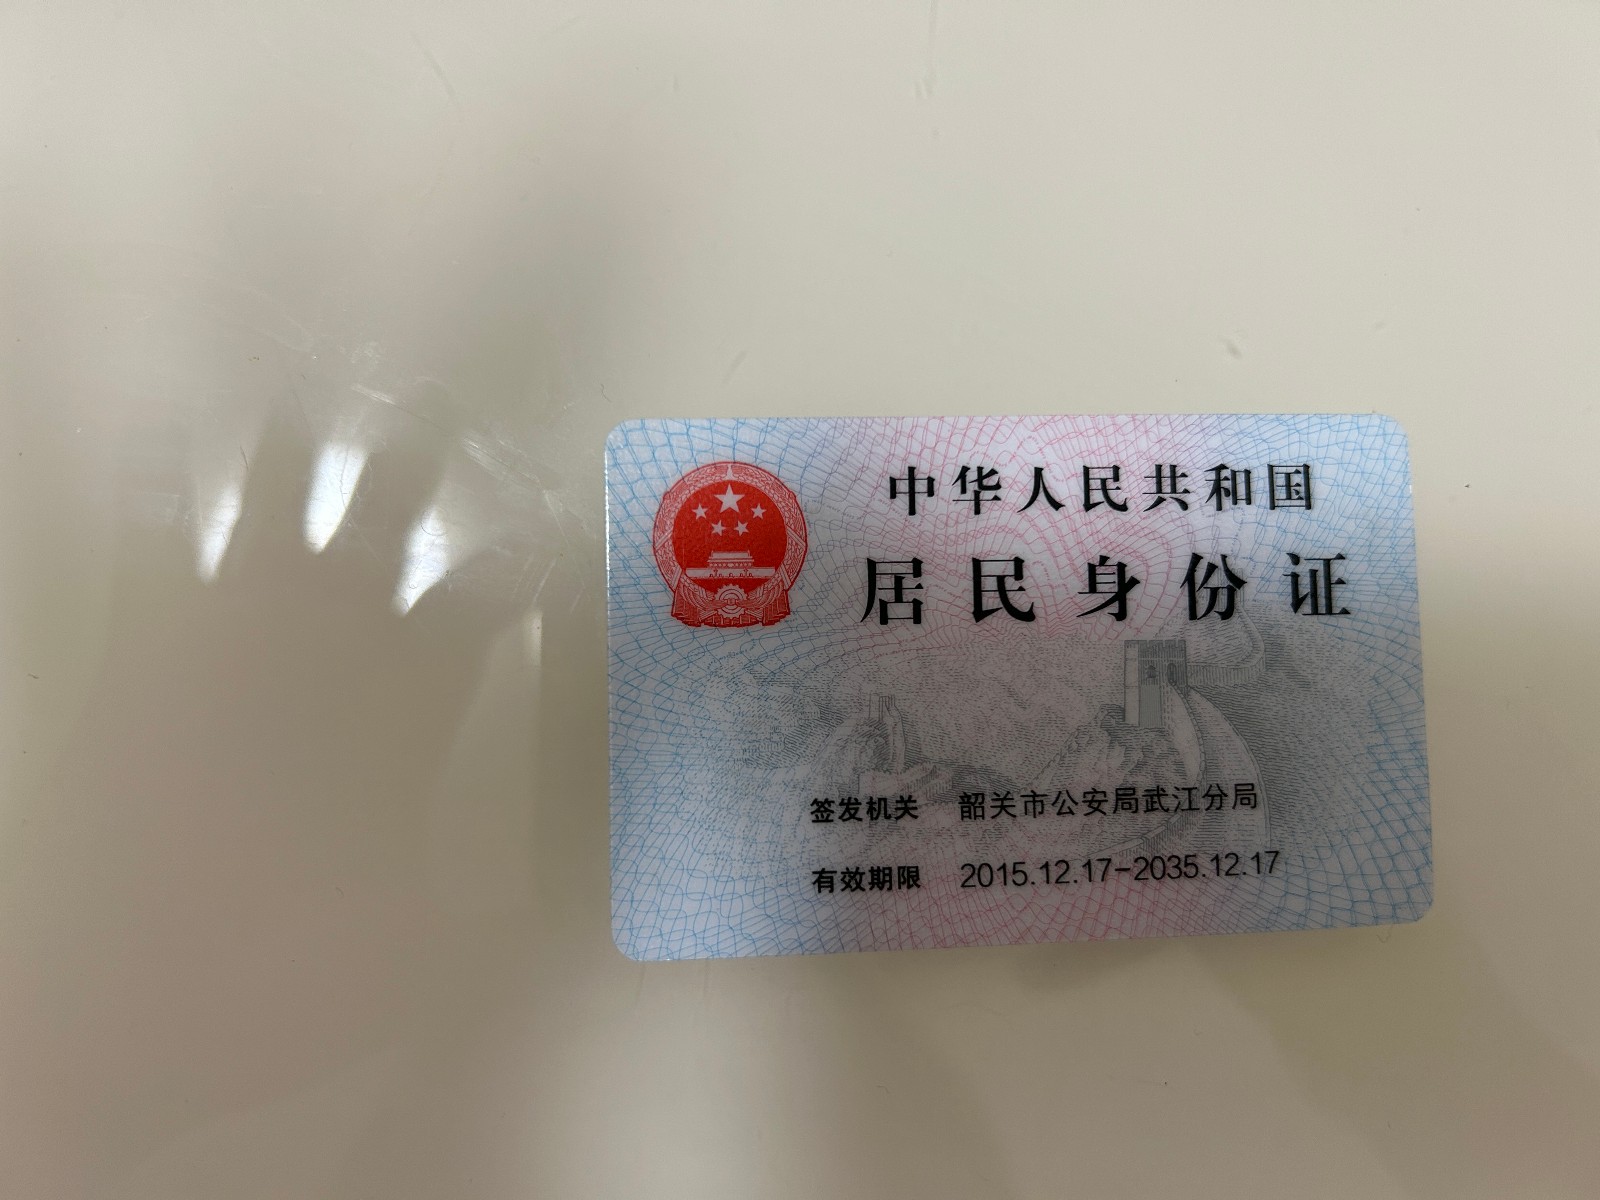 中华人民共和国
居民身份证
签发机关 韶关市公安局武江分局
有效期限 2015.12.17-2035.12.17